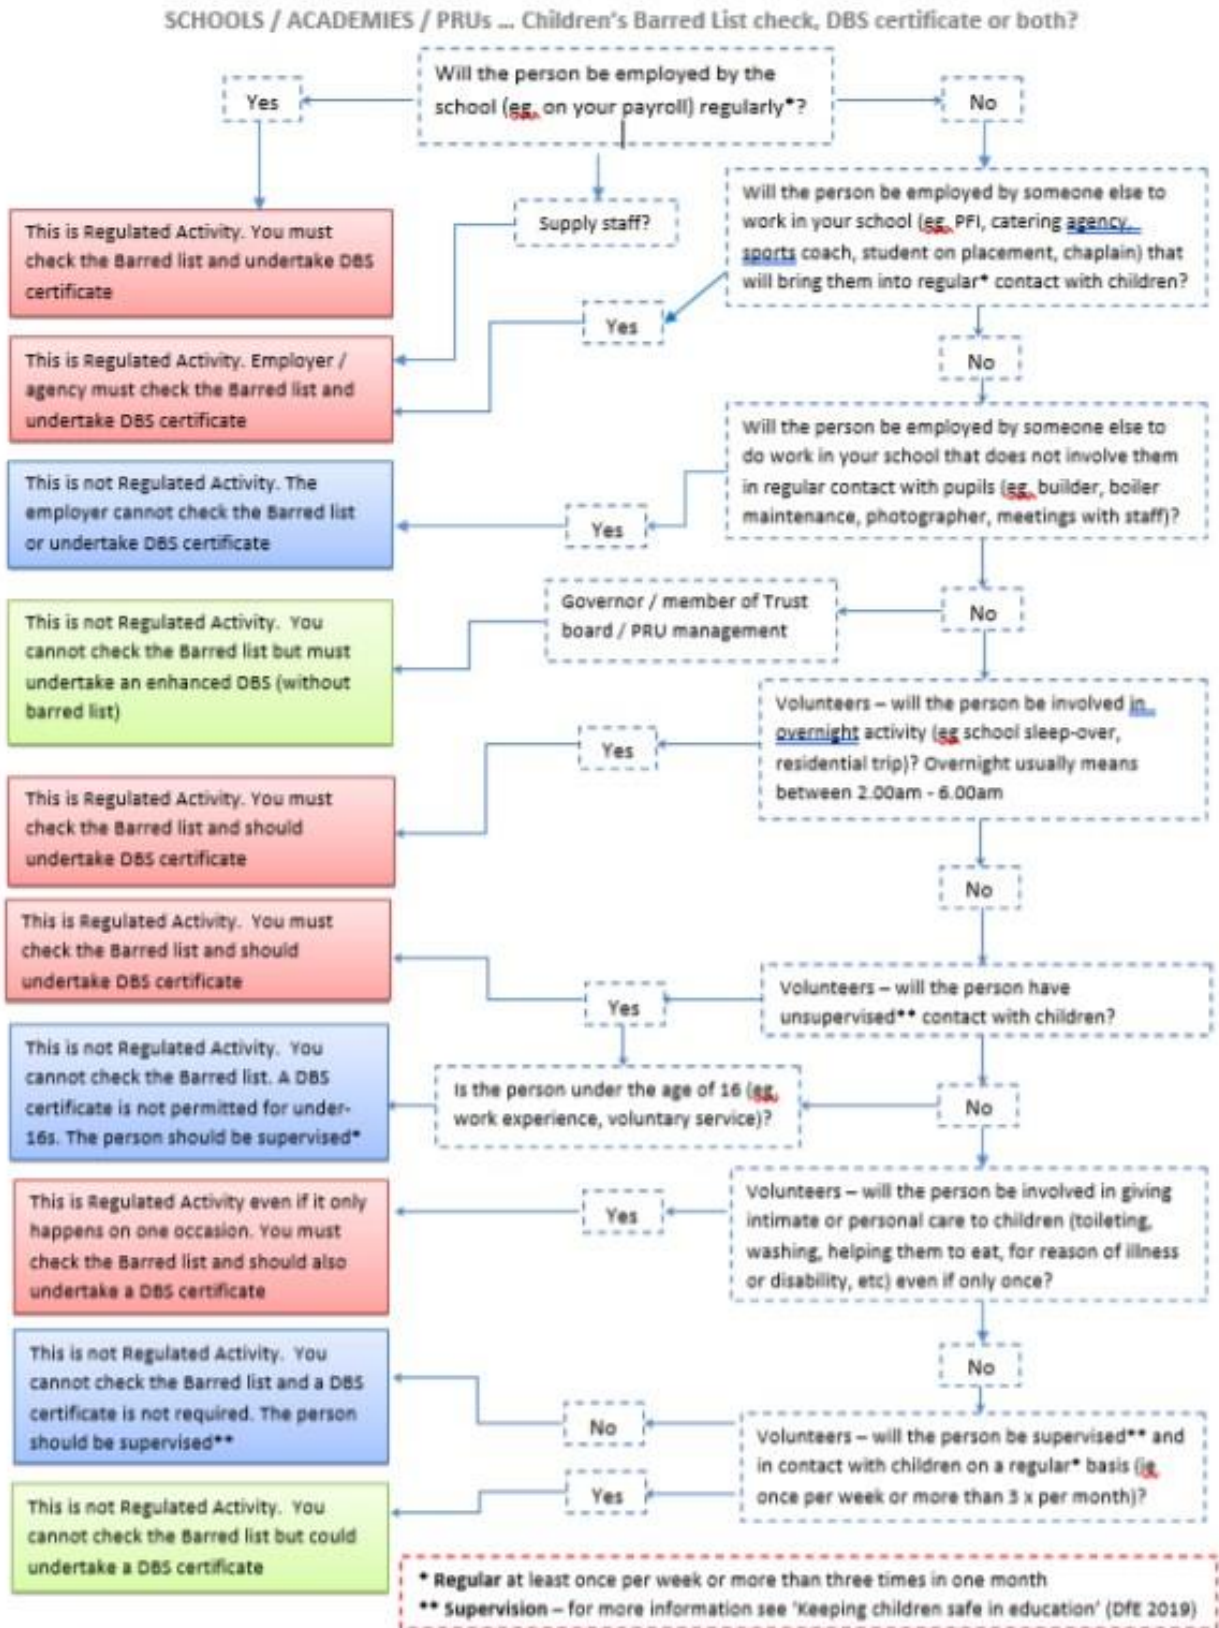 SCHOOLS / ACADEMIES / PRUs ... Children's Barred List check, DBS certificate or both?
Will the person be employed by the
school (eg. on your payroll) regularly*?
Yes
No
This is Regulated Activity. You must
check the Barred list and undertake DBS
certificate
Supply staff?
Will the person be employed by someone else to
work in your school (eg. PFI, catering agency,
sports coach, student on placement, chaplain) that
will bring them into regular* contact with children?
Yes
No
This is Regulated Activity. Employer /
agency must check the Barred list and
undertake DBS certificate
Will the person be employed by someone else to
do work in your school that does not involve them
in regular contact with pupils (eg. builder, boiler
maintenance, photographer, meetings with staff)?
Yes
This is not Regulated Activity. The
employer cannot check the Barred list
or undertake DBS certificate
No
Governor / member of Trust
board / PRU management
This is not Regulated Activity. You
cannot check the Barred list but must
undertake an enhanced DBS (without
barred list)
Volunteers – will the person be involved in
overnight activity (eg school sleep-over,
residential trip)? Overnight usually means
between 2.00am - 6.00am
Yes
This is Regulated Activity. You must
check the Barred list and should
undertake DBS certificate
No
This is Regulated Activity. You must
check the Barred list and should
undertake DBS certificate
Volunteers – will the person have
unsupervised** contact with children?
Yes
This is not Regulated Activity. You
cannot check the Barred list. A DBS
certificate is not permitted for under-
16s. The person should be supervised*
Is the person under the age of 16 (eg.
work experience, voluntary service)?
No
Volunteers – will the person be involved in giving
intimate or personal care to children (toileting,
washing, helping them to eat, for reason of illness
or disability, etc) even if only once?
Yes
This is Regulated Activity even if it only
happens on one occasion. You must
check the Barred list and should also
undertake a DBS certificate
No
This is not Regulated Activity. You
cannot check the Barred list and a DBS
certificate is not required. The person
should be supervised**
No
Volunteers – will the person be supervised** and
in contact with children on a regular* basis (ie.
once per week or more than 3 x per month)?
Yes
This is not Regulated Activity. You
cannot check the Barred list but could
undertake a DBS certificate
* Regular at least once per week or more than three times in one month
** Supervision – for more information see 'Keeping children safe in education' (DfE 2019)